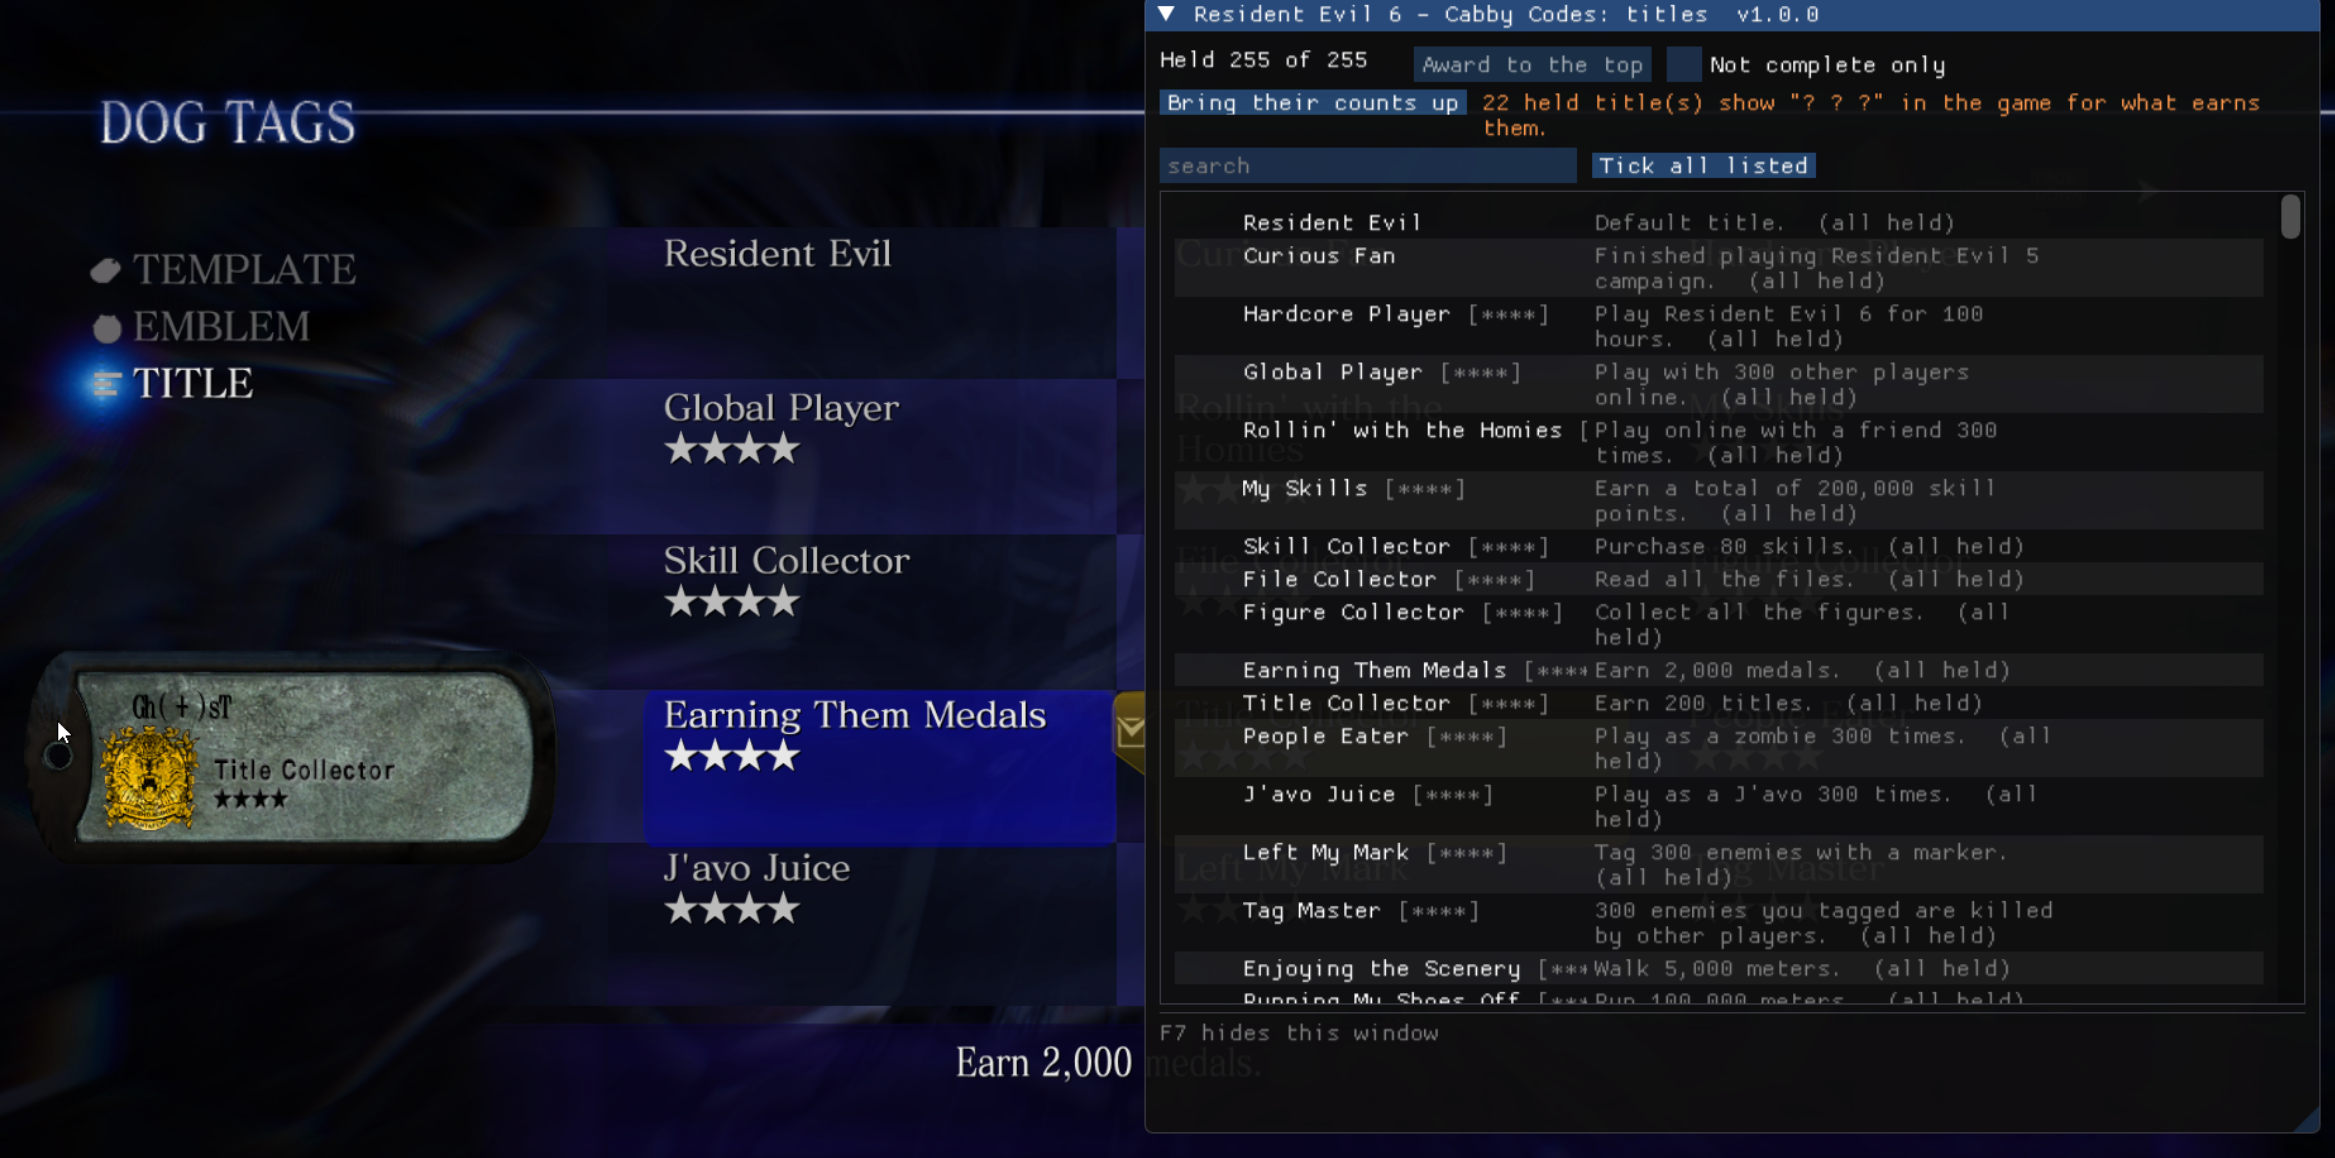 DOG TAGS
TEMPLATE
EMBLEM
TITLE
Gh(‡)sT
Title Collector
★★★★
Resident Evil
Global Player
★★★★
Skill Collector
★★★★
Earning Them Medals
★★★★
J'avo Juice
★★★★
Earn 2,000 medals.
▼ Resident Evil 6 - Cabby Codes: titles v1.0.0
Held 255 of 255 Award to the top Not complete only
Bring their counts up 22 held title(s) show "? ? ?" in the game for what earns
them.
search Tick all listed
Resident Evil Default title. (all held)
Curious Fan Finished playing Resident Evil 5
campaign. (all held)
Hardcore Player [****] Play Resident Evil 6 for 100
hours. (all held)
Global Player [****] Play with 300 other players
online. (all held)
Rollin' with the Homies [ Play online with a friend 300
times. (all held)
My Skills [****] Earn a total of 200,000 skill
points. (all held)
Skill Collector [****] Purchase 80 skills. (all held)
File Collector [****] Read all the files. (all held)
Figure Collector [****] Collect all the figures. (all
held)
Earning Them Medals [**** Earn 2,000 medals. (all held)
Title Collector [****] Earn 200 titles. (all held)
People Eater [****] Play as a zombie 300 times. (all
held)
J'avo Juice [****] Play as a J'avo 300 times. (all
held)
Left My Mark [****] Tag 300 enemies with a marker.
(all held)
Tag Master [****] 300 enemies you tagged are killed
by other players. (all held)
Enjoying the Scenery [*** Walk 5,000 meters. (all held)
Running My Shoes Off [*** Run 100,000 meters. (all held)
F7 hides this window